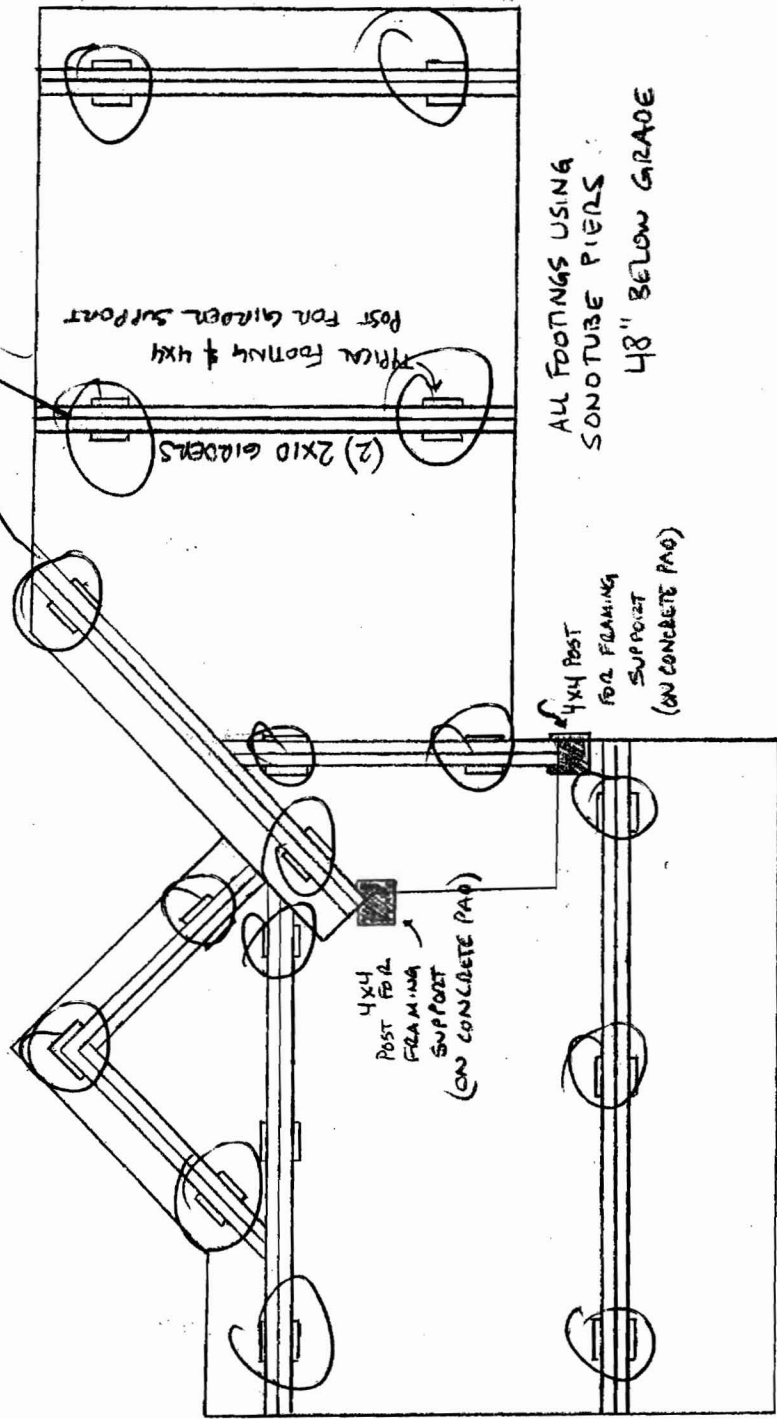 TYPICAL FOOTING & 4X4
POST FOR GIRDER SUPPORT
(2) 2X10 GIRDERS
ALL FOOTINGS USING
SONOTUBE PIERS
48" BELOW GRADE
4X4 POST
FOR FRAMING
SUPPORT
(ON CONCRETE PAD)
4X4
POST FOR
FRAMING
SUPPORT
(ON CONCRETE PAD)